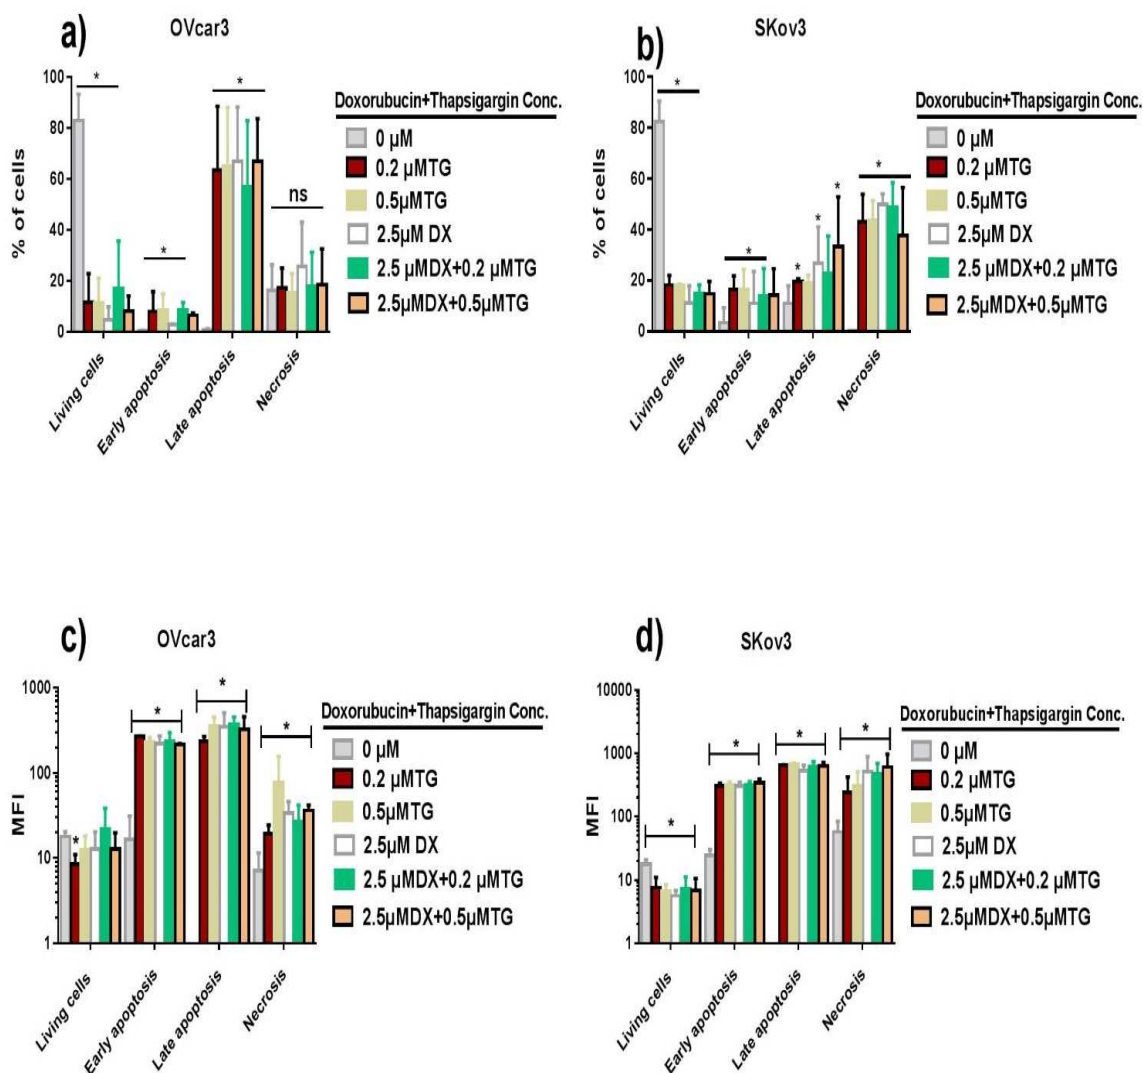 a)
OVcar3
*
*
*
ns
100
80
60
40
20
0
% of cells
Living cells
Early apoptosis
Late apoptosis
Necrosis
Doxorubucin+Thapsigargin Conc.
0 µM
0.2 µMTG
0.5µMTG
2.5µM DX
2.5 µMDX+0.2 µMTG
2.5µMDX+0.5µMTG
b)
SKov3
*
*
*
*
*
*
100
80
60
40
20
0
% of cells
Living cells
Early apoptosis
Late apoptosis
Necrosis
Doxorubucin+Thapsigargin Conc.
0 µM
0.2 µMTG
0.5µMTG
2.5µM DX
2.5 µMDX+0.2 µMTG
2.5µMDX+0.5µMTG
c)
OVcar3
*
*
*
*
1000
100
10
1
MFI
Living cells
Early apoptosis
Late apoptosis
Necrosis
Doxorubucin+Thapsigargin Conc.
0 µM
0.2 µMTG
0.5µMTG
2.5µM DX
2.5 µMDX+0.2 µMTG
2.5µMDX+0.5µMTG
d)
SKov3
*
*
*
*
10000
1000
100
10
1
MFI
Living cells
Early apoptosis
Late apoptosis
Necrosis
Doxorubucin+Thapsigargin Conc.
0 µM
0.2 µMTG
0.5µMTG
2.5µM DX
2.5 µMDX+0.2 µMTG
2.5µMDX+0.5µMTG